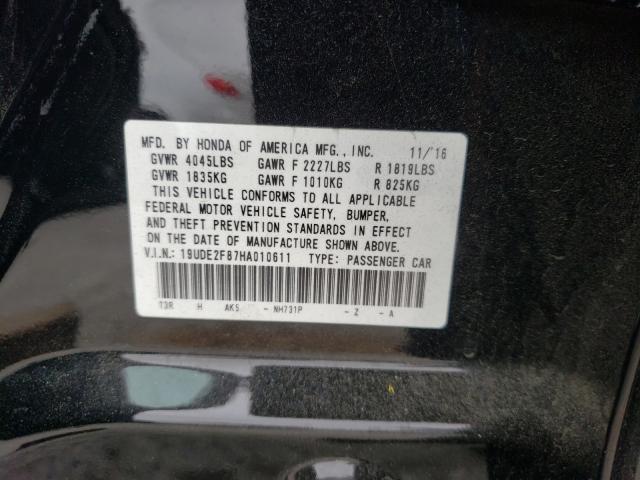 MFD. BY HONDA OF AMERICA MFG., INC. 11/'16
GVWR 4045LBS GAWR F 2227LBS R 1819LBS
GVWR 1835KG GAWR F 1010KG R 825KG
THIS VEHICLE CONFORMS TO ALL APPLICABLE
FEDERAL MOTOR VEHICLE SAFETY, BUMPER,
AND THEFT PREVENTION STANDARDS IN EFFECT
ON THE DATE OF MANUFACTURE SHOWN ABOVE.
V.I.N.: 19UDE2F87HA010611 TYPE: PASSENGER CAR
T3R H AKS - NH731P - Z - A